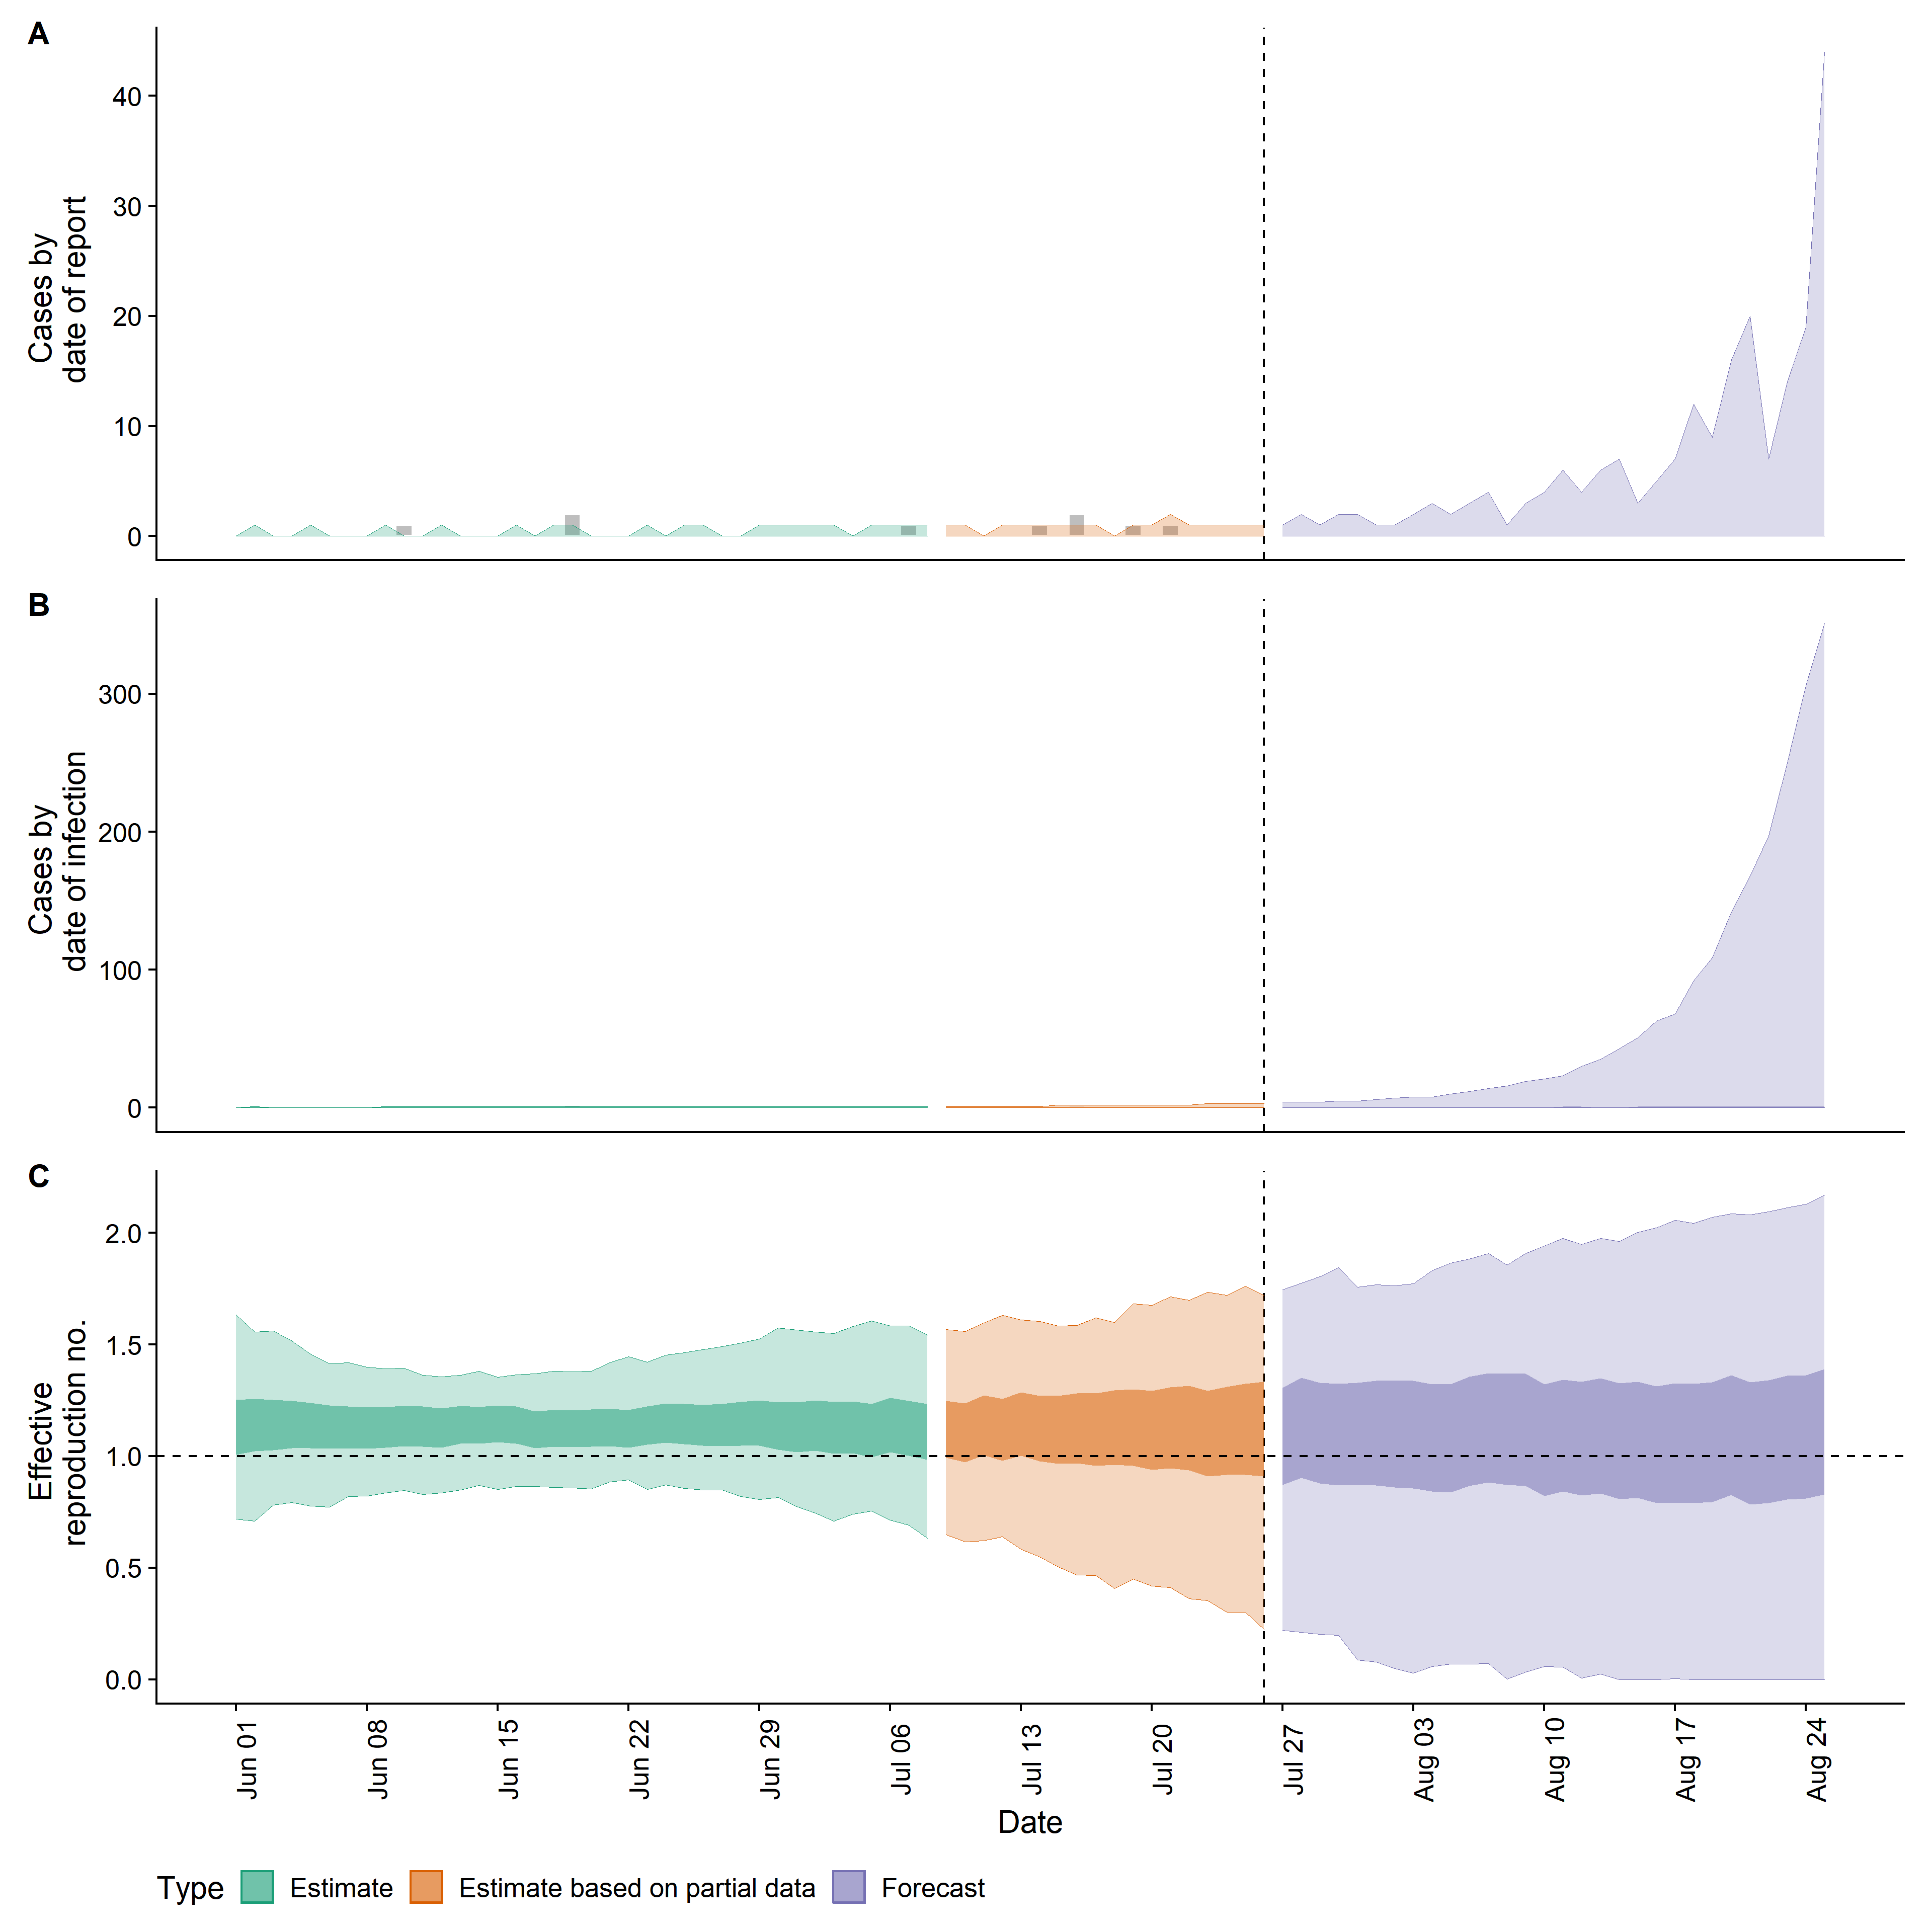 A
40
30
20
10
0
Cases by
date of report
B
300
200
100
0
Cases by
date of infection
C
2.0
1.5
1.0
0.5
0.0
Effective
reproduction no.
Jun 01
Jun 08
Jun 15
Jun 22
Jun 29
Jul 06
Jul 13
Jul 20
Jul 27
Aug 03
Aug 10
Aug 17
Aug 24
Date
Type Estimate Estimate based on partial data Forecast